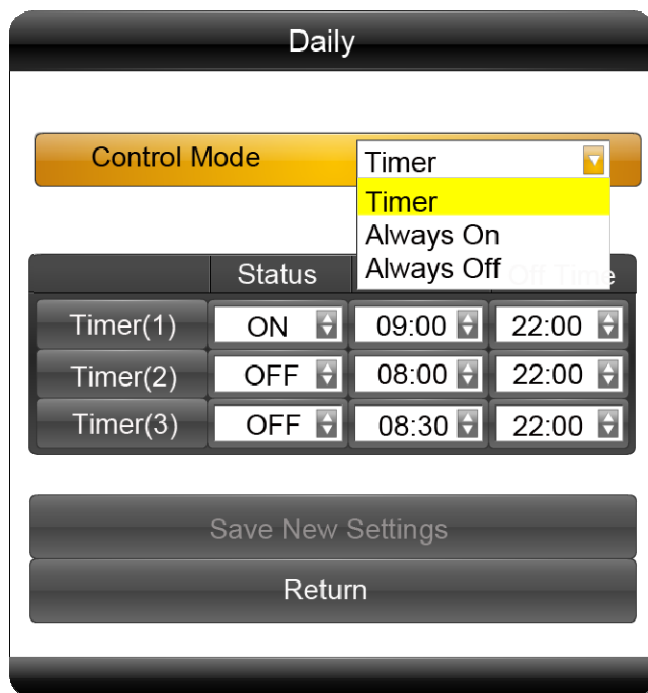 Daily
Control Mode Timer
Timer
Always On
Always Off
Status Off Time
Timer(1) ON 09:00 22:00
Timer(2) OFF 08:00 22:00
Timer(3) OFF 08:30 22:00
Save New Settings
Return